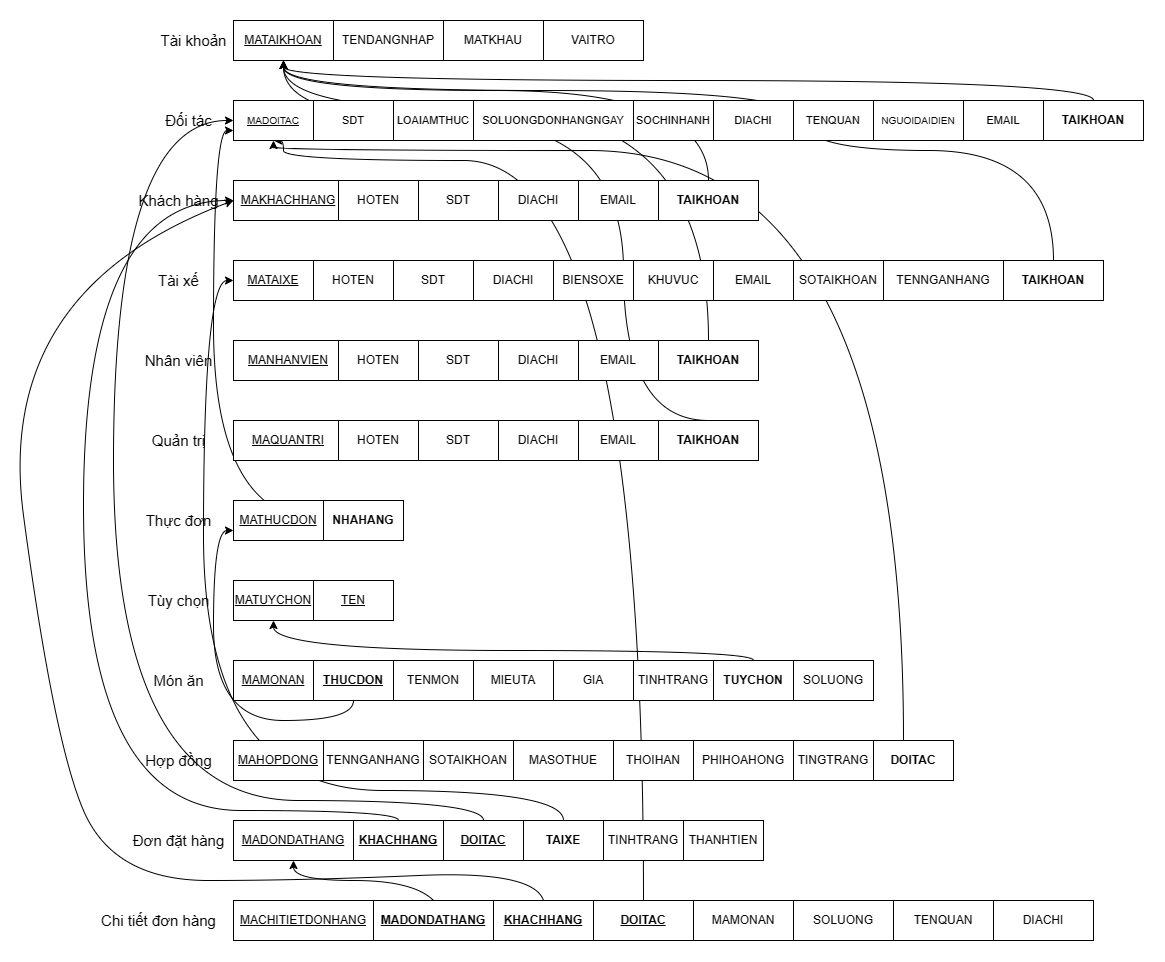 Tài khoản MATAIKHOAN TENDANGNHAP MATKHAU VAITRO
Đối tác MADOITAC SDT LOAIAMTHUC SOLUONGDONHANGNGAY SOCHINHANH DIACHI TENQUAN NGUOIDAIDIEN EMAIL TAIKHOAN
Khách hàng MAKHACHHANG HOTEN SDT DIACHI EMAIL TAIKHOAN
Tài xế MATAIXE HOTEN SDT DIACHI BIENSOXE KHUVUC EMAIL SOTAIKHOAN TENNGANHANG TAIKHOAN
Nhân viên MANHANVIEN HOTEN SDT DIACHI EMAIL TAIKHOAN
Quản trị MAQUANTRI HOTEN SDT DIACHI EMAIL TAIKHOAN
Thực đơn MATHUCDON NHAHANG
Tùy chọn MATUYCHON TEN
Món ăn MAMONAN THUCDON TENMON MIEUTA GIA TINHTRANG TUYCHON SOLUONG
Hợp đồng MAHOPDONG TENNGANHANG SOTAIKHOAN MASOTHUE THOIHAN PHIHOAHONG TINGTRANG DOITAC
Đơn đặt hàng MADONDATHANG KHACHHANG DOITAC TAIXE TINHTRANG THANHTIEN
Chi tiết đơn hàng MACHITIETDONHANG MADONDATHANG KHACHHANG DOITAC MAMONAN SOLUONG TENQUAN DIACHI